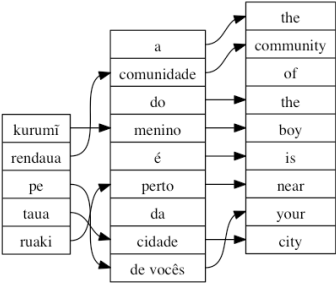 kurumĩ
rendaua
pe
taua
ruaki
a
comunidade
do
menino
é
perto
da
cidade
de vocês
the
community
of
the
boy
is
near
your
city